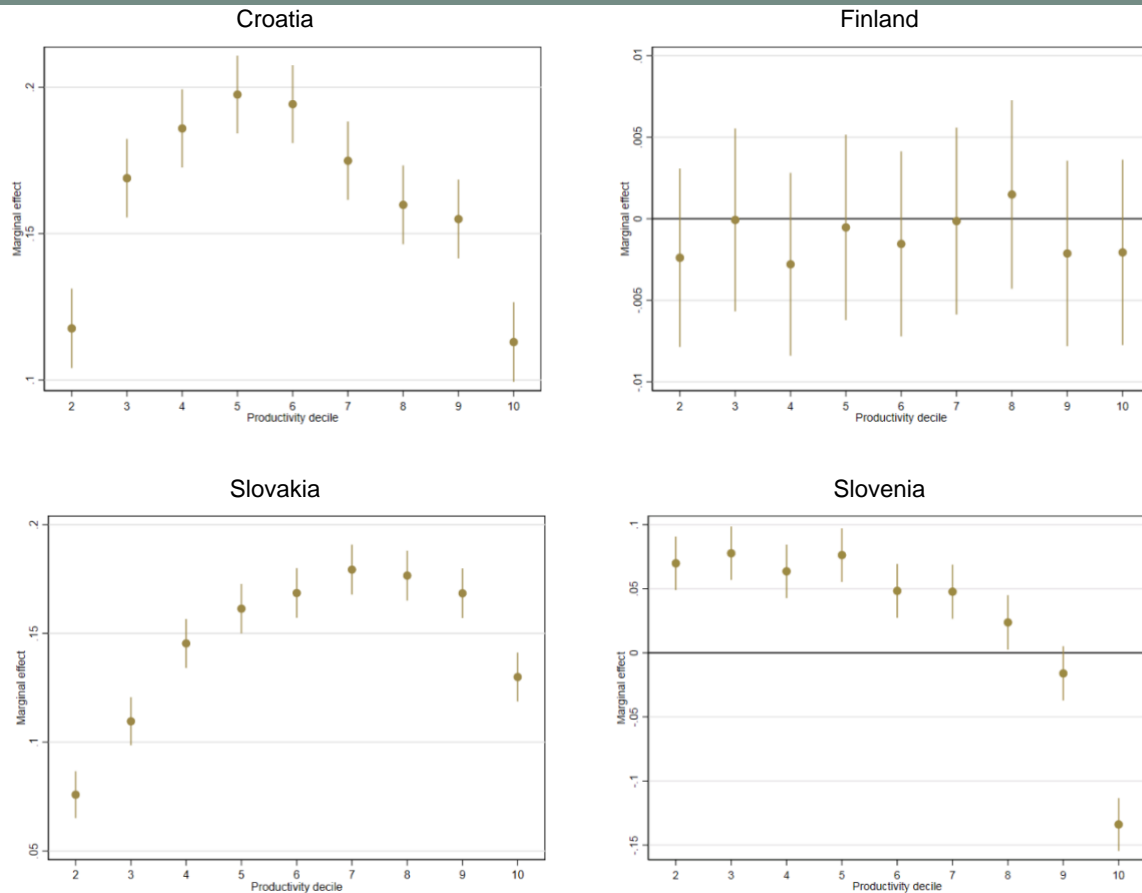 Croatia
Finland
Marginal effect
.2
.15
.1
2 3 4 5 6 7 8 9 10
Productivity decile
Marginal effect
.01
.005
0
-.005
-.01
2 3 4 5 6 7 8 9 10
Productivity decile
Slovakia
Slovenia
Marginal effect
.2
.15
.1
.05
2 3 4 5 6 7 8 9 10
Productivity decile
Marginal effect
.1
.05
0
-.05
-.1
-.15
2 3 4 5 6 7 8 9 10
Productivity decile